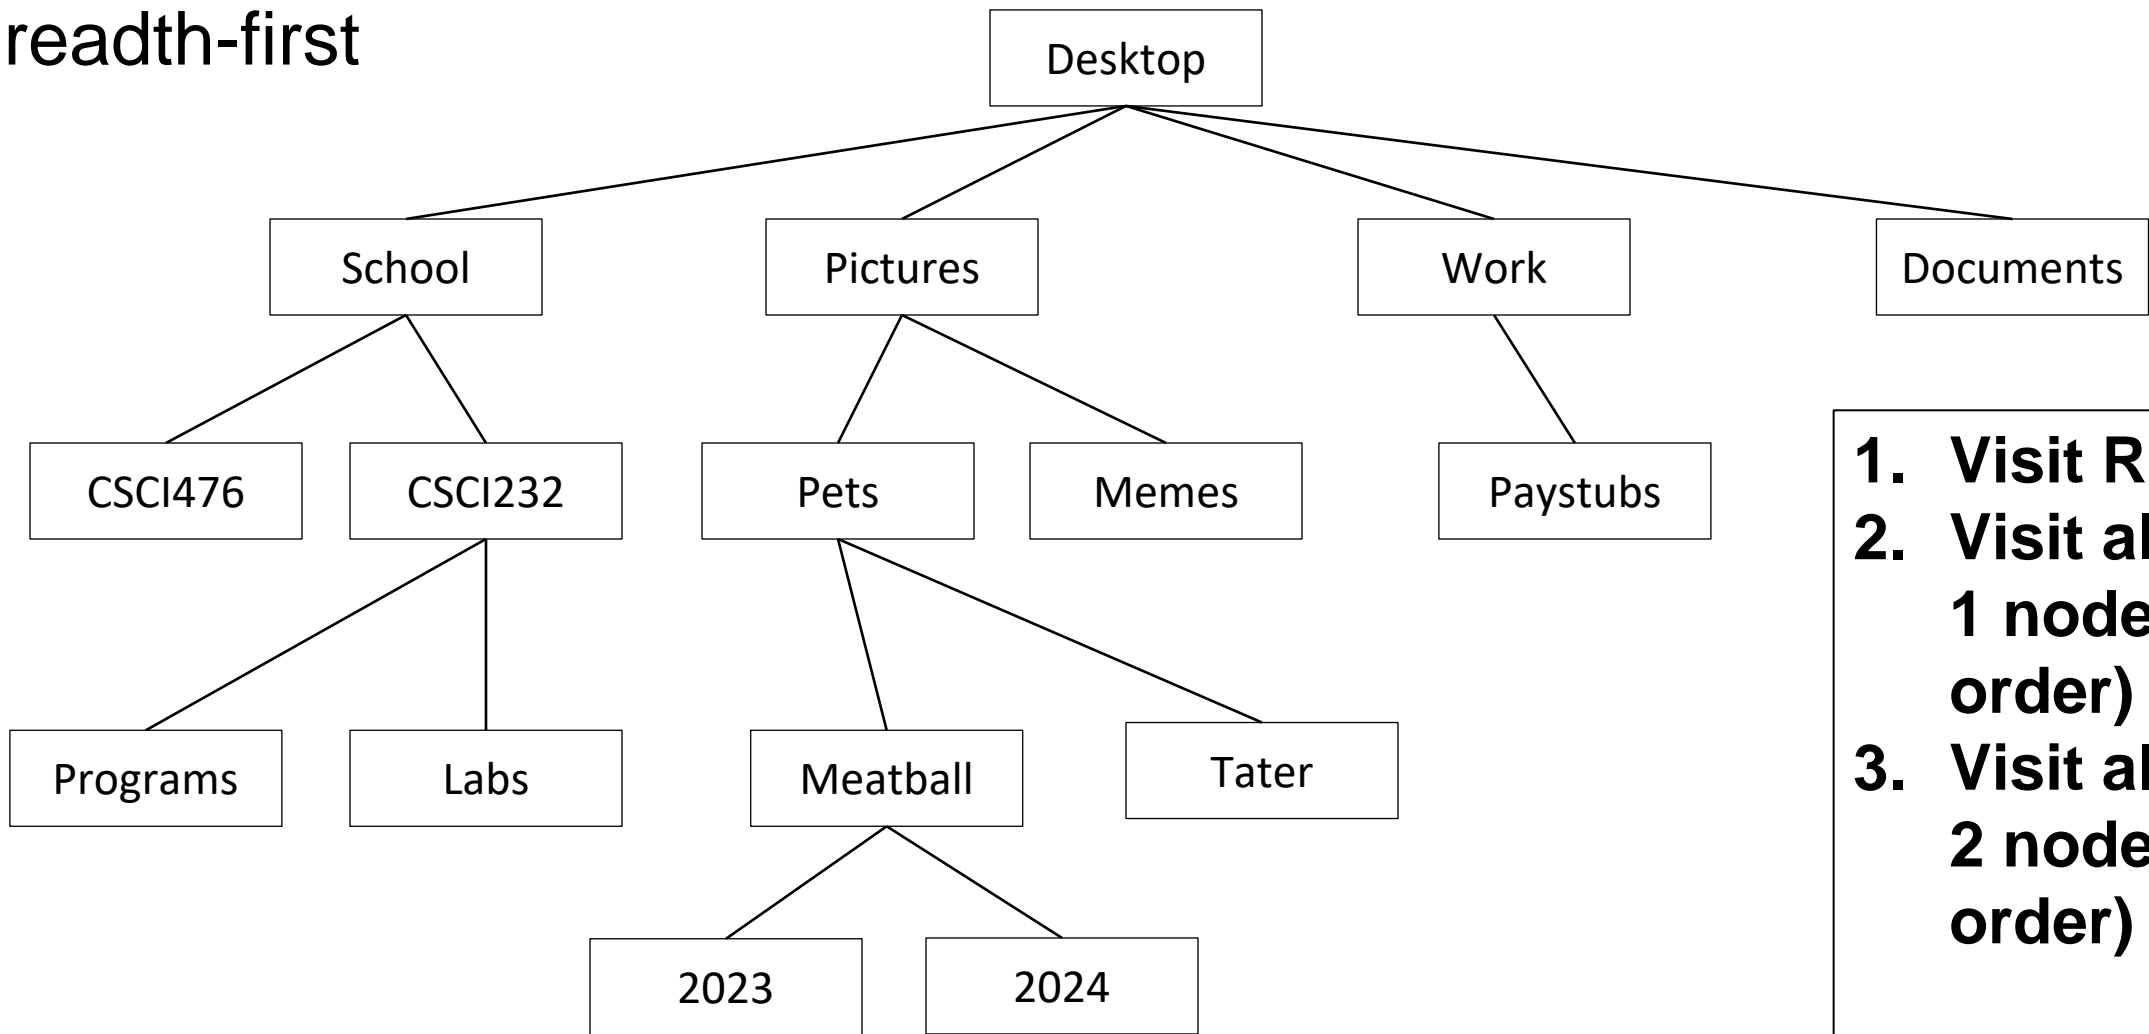 readth-first
Desktop
School
Pictures
Work
Documents
CSCI476
CSCI232
Pets
Memes
Paystubs
1. Visit R
2. Visit al
1 node
order)
3. Visit al
2 node
order)
Programs
Labs
Meatball
Tater
2023
2024